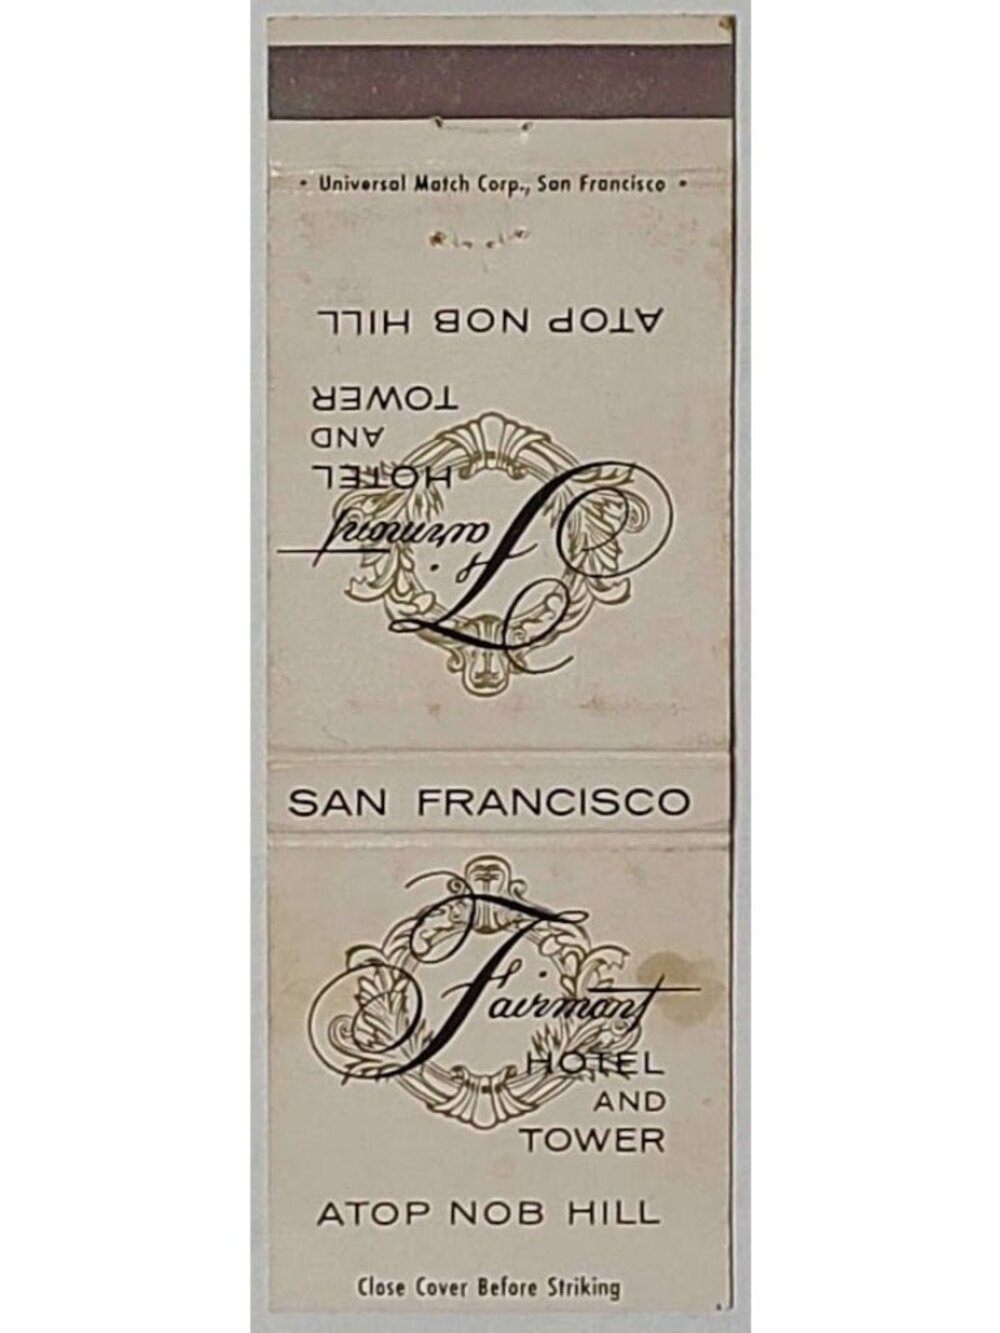 • Universal Match Corp., San Francisco •
ATOP NOB HILL
TOWER
AND
HOTEL
Fairmont
SAN FRANCISCO
Fairmont
HOTEL
AND
TOWER
ATOP NOB HILL
Close Cover Before Striking